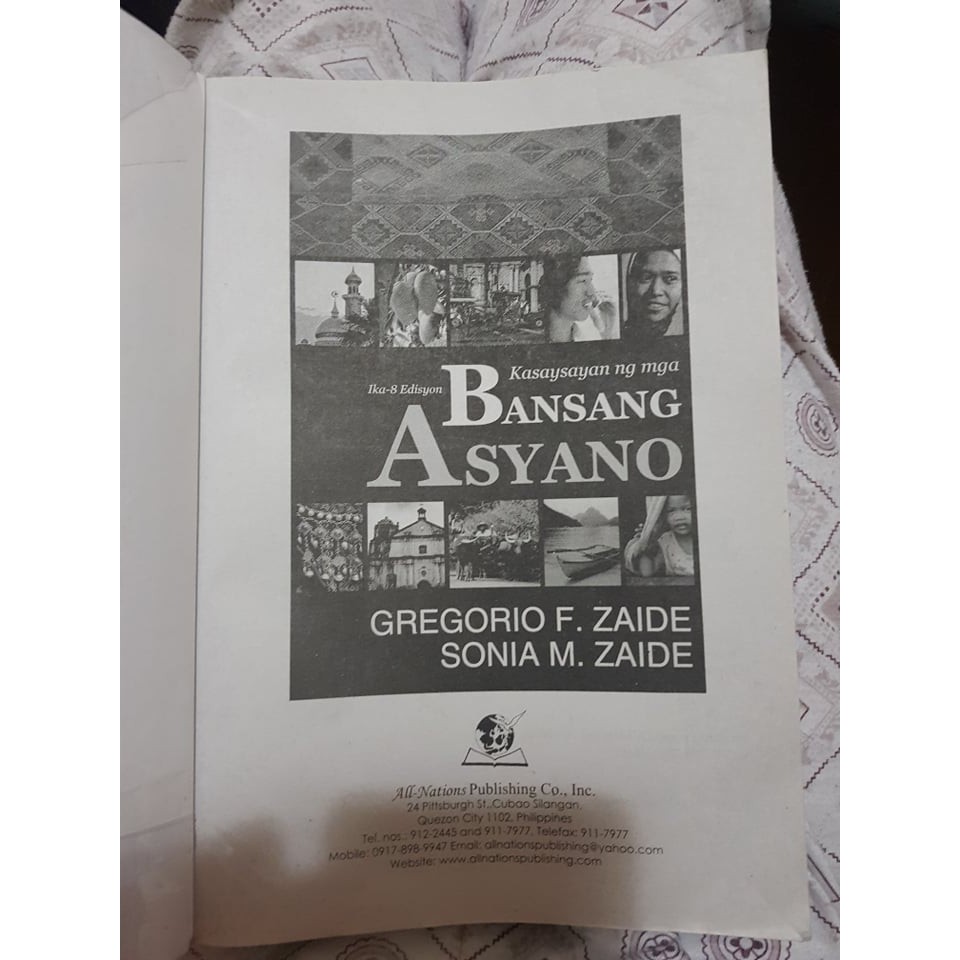 Kasaysayan ng mga
Ika-8 Edisyon
BANSANG
ASYANO
GREGORIO F. ZAIDE
SONIA M. ZAIDE
All-Nations Publishing Co., Inc.
24 Pittsburgh St.,Cubao Silangan,
Quezon City 1102, Philippines
Tel. nos.: 912-2445 and 911-7977, Telefax: 911-7977
Mobile: 0917-898-9947 Email: allnationspublishing@yahoo.com
Website: www.allnationspublishing.com